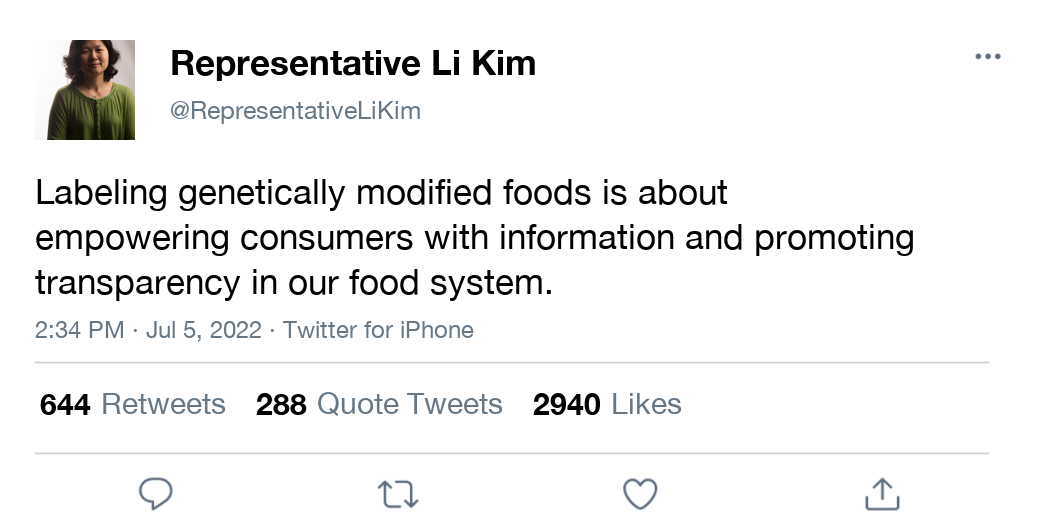 Representative Li Kim
@RepresentativeLiKim
Labeling genetically modified foods is about
empowering consumers with information and promoting
transparency in our food system.
2:34 PM · Jul 5, 2022 · Twitter for iPhone
644 Retweets 288 Quote Tweets 2940 Likes